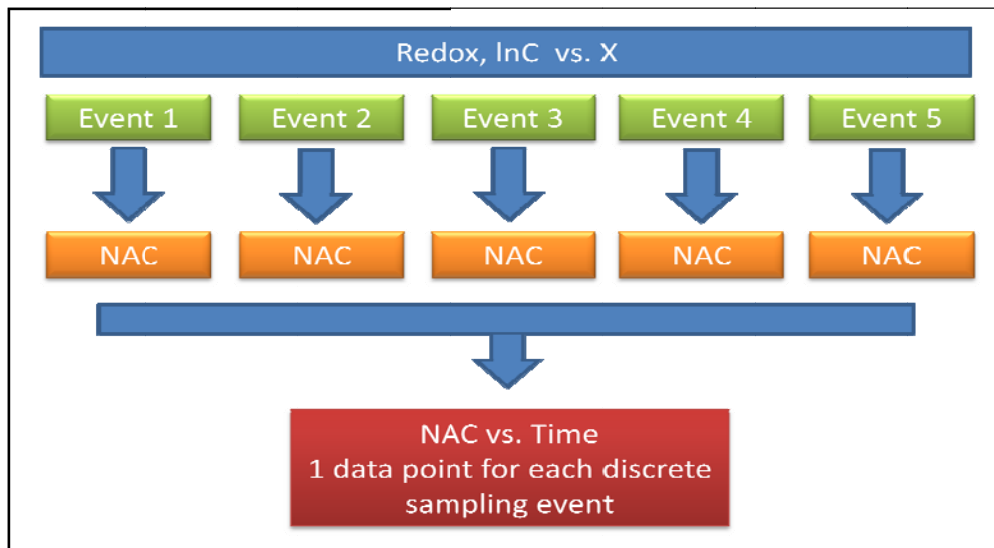 Redox, lnC vs. X
Event 1 Event 2 Event 3 Event 4 Event 5
NAC NAC NAC NAC NAC
NAC vs. Time
1 data point for each discrete
sampling event